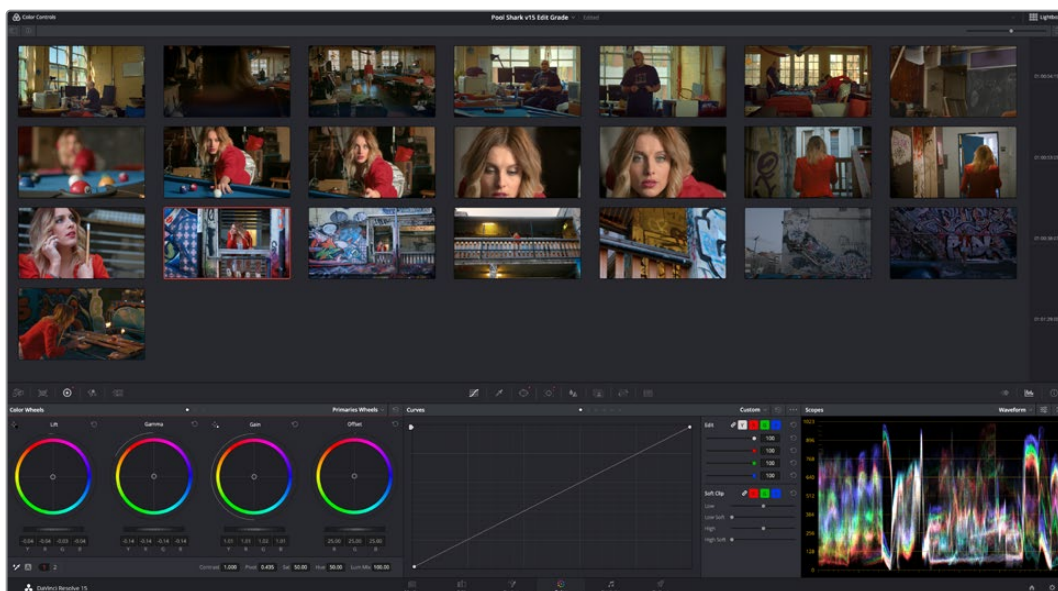 Color Controls
Pool Shark v15 Edit Grade
Edited
Color Wheels
Primaries Wheels
Curves
Custom
Scopes
Waveform
Lift
Gamma
Gain
Offset
Edit
Y R G B
100
100
100
100
Soft Clip
R G B
Low
Low Soft
High
High Soft
-0.04 -0.04 -0.03 -0.04
Y R G B
-0.14 -0.14 -0.14 -0.14
Y R G B
1.01 1.01 1.02 1.01
Y R G B
25.00 25.00 25.00
R G B
1 2
Contrast 1.000 Pivot 0.435 Sat 50.00 Hue 50.00 Lum Mix 100.00
1023
896
768
640
512
384
256
128
0
DaVinci Resolve 15